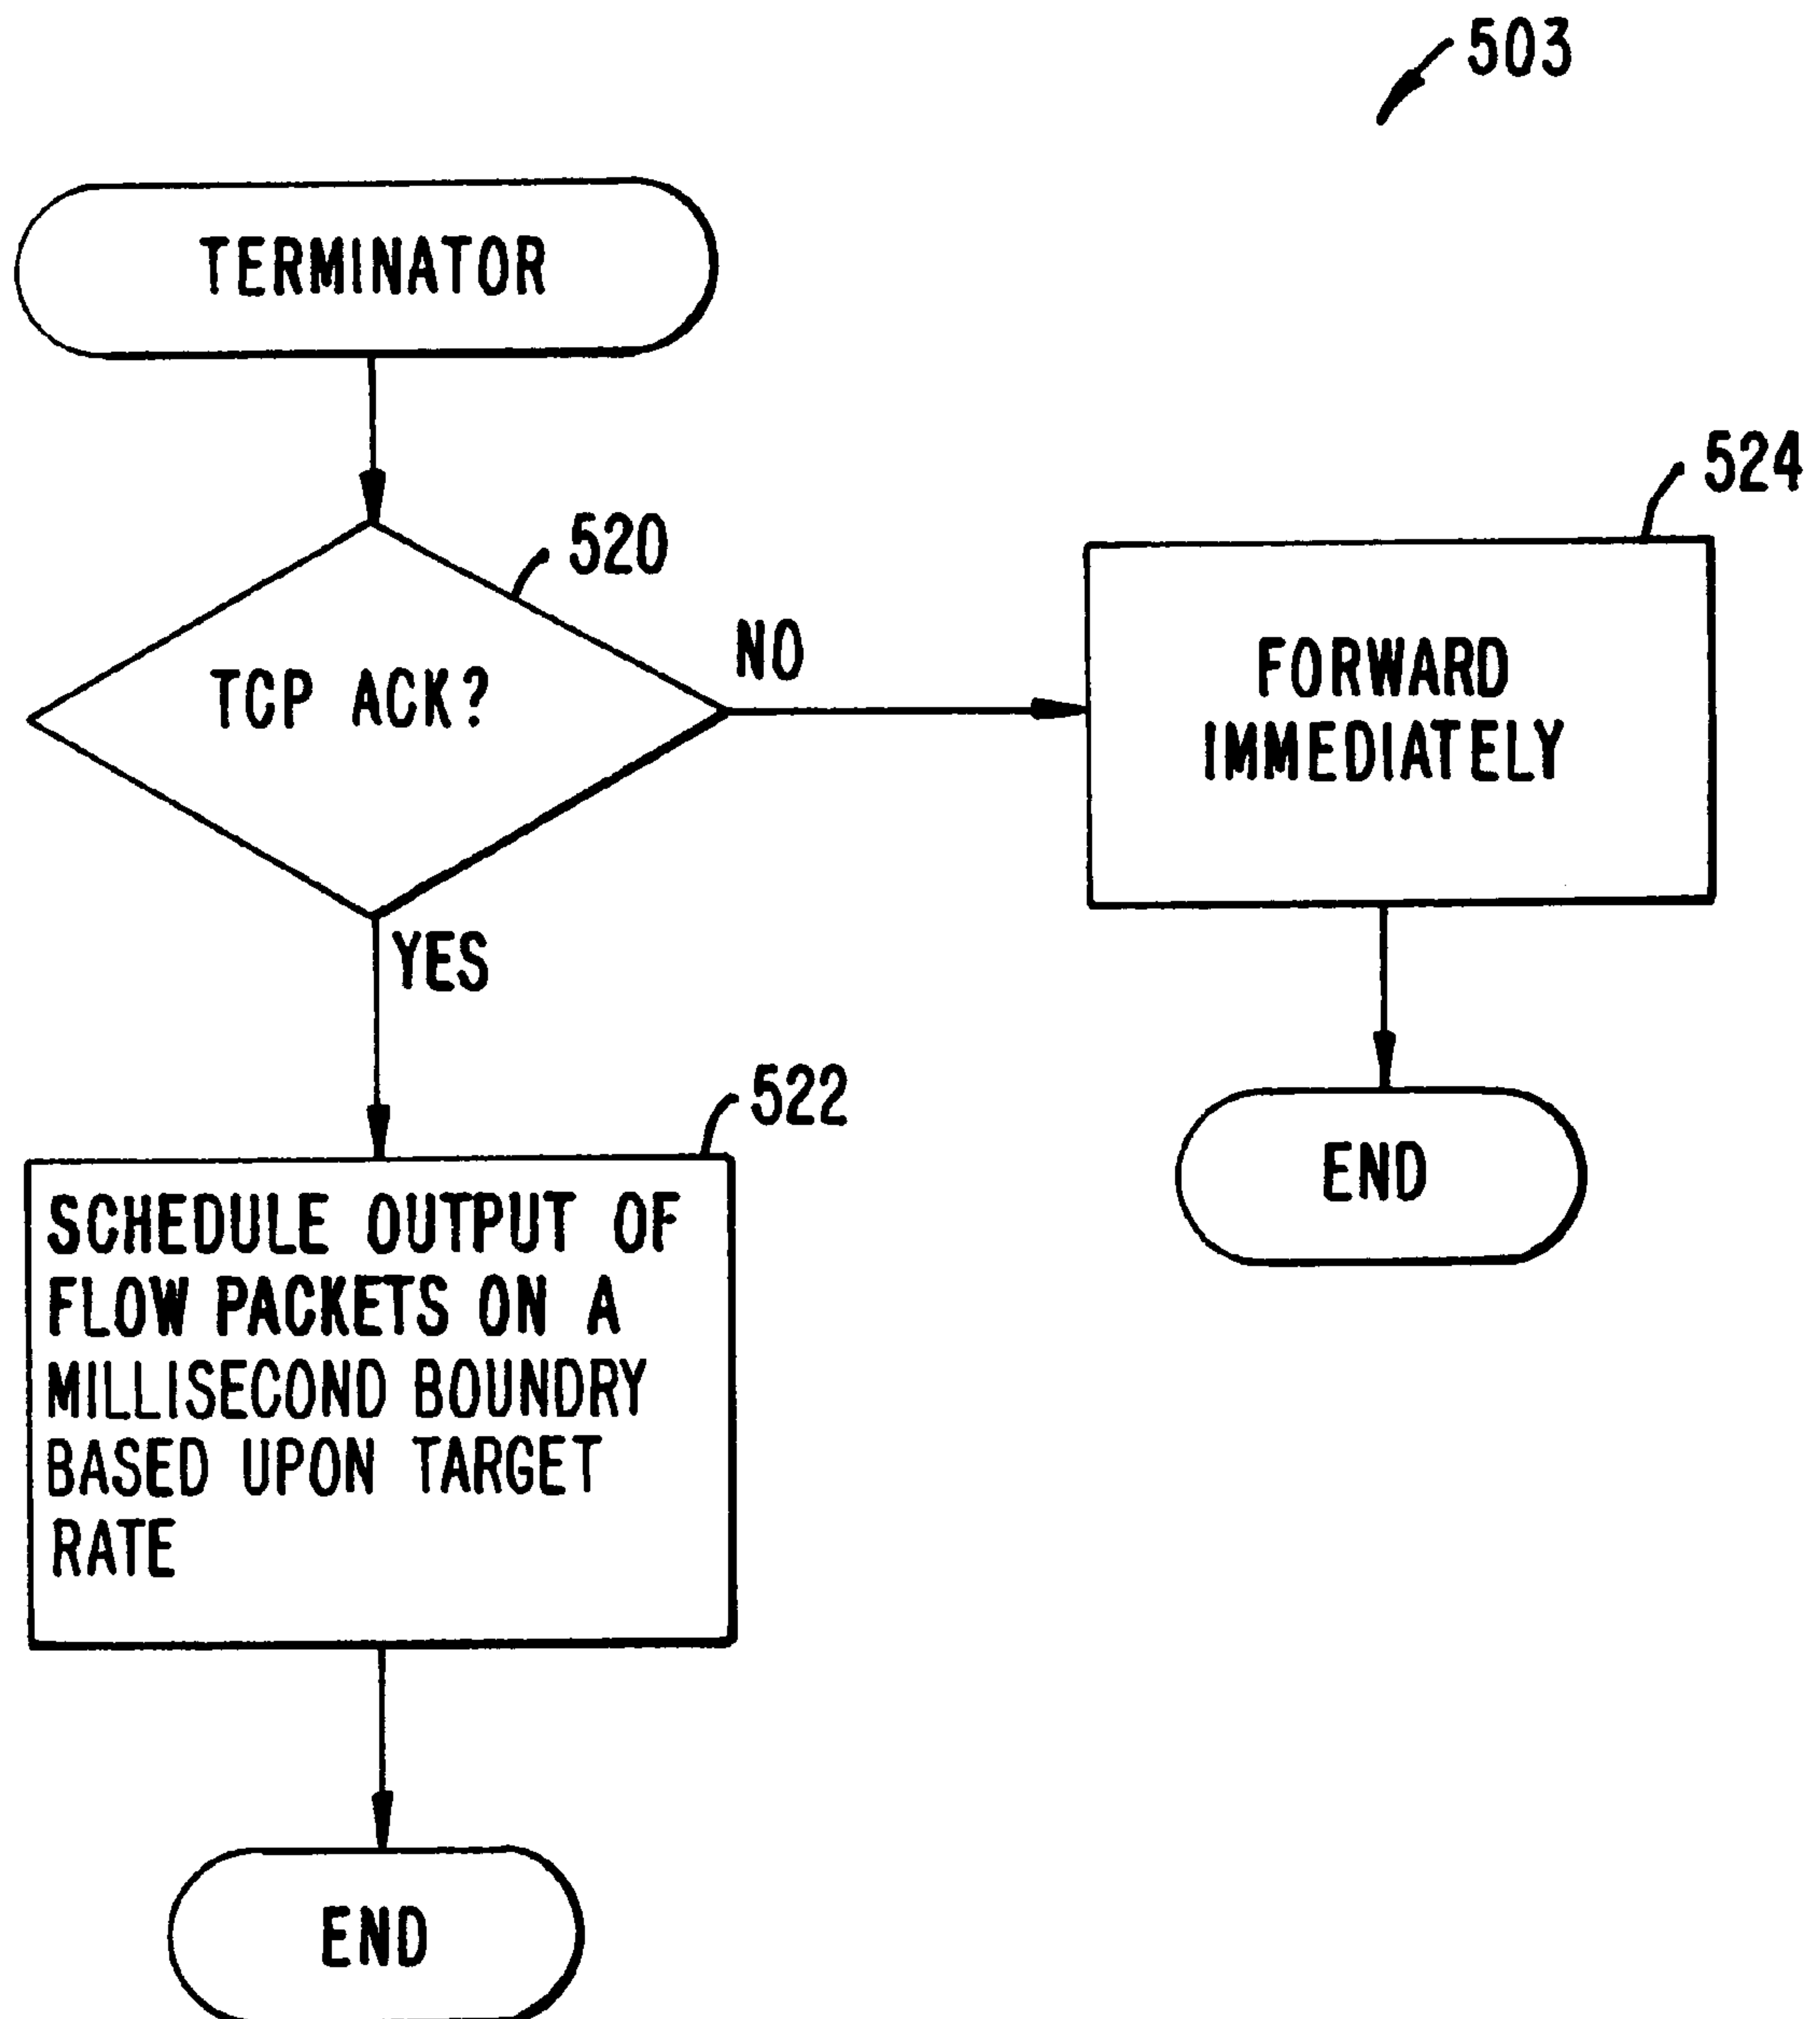 503
TERMINATOR
524
520
NO
TCP ACK?
FORWARD
IMMEDIATELY
YES
522
SCHEDULE OUTPUT OF
FLOW PACKETS ON A
MILLISECOND BOUNDRY
BASED UPON TARGET
RATE
END
END